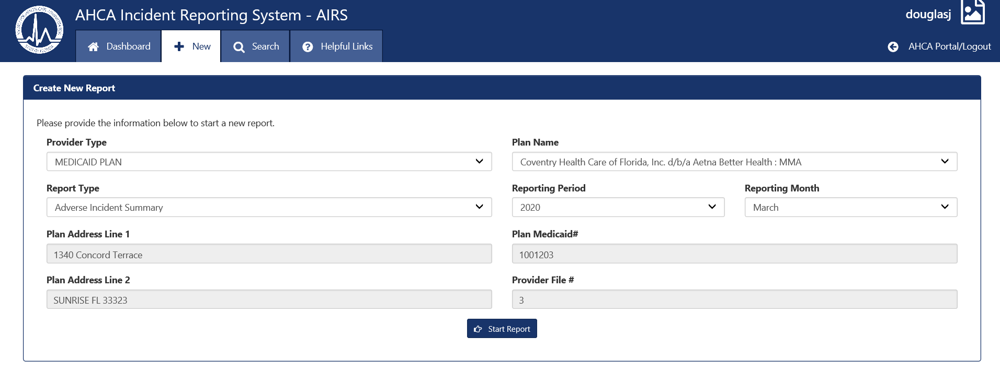 AHCA Incident Reporting System - AIRS
douglasj
Dashboard
New
Search
Helpful Links
AHCA Portal/Logout
Create New Report
Please provide the information below to start a new report.
Provider Type
Plan Name
MEDICAID PLAN
Coventry Health Care of Florida, Inc. d/b/a Aetna Better Health : MMA
Report Type
Reporting Period
Reporting Month
Adverse Incident Summary
2020
March
Plan Address Line 1
Plan Medicaid#
1340 Concord Terrace
1001203
Plan Address Line 2
Provider File #
SUNRISE FL 33323
3
Start Report